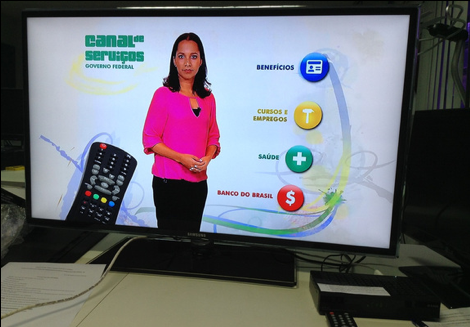 canal de
serviços
GOVERNO FEDERAL
BENEFÍCIOS
CURSOS E
EMPREGOS
SAÚDE
BANCO DO BRASIL
$
SAMSUNG